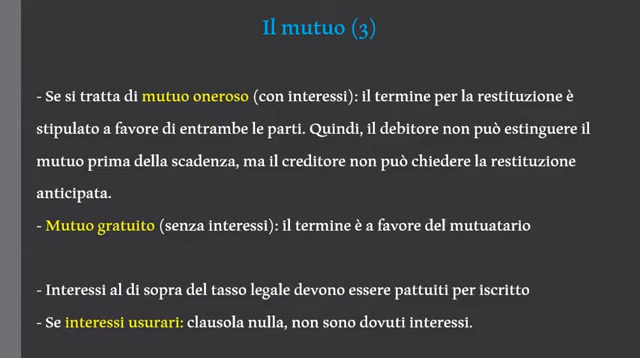 Il mutuo (3)
- Se si tratta di mutuo oneroso (con interessi): il termine per la restituzione è
stipulato a favore di entrambe le parti. Quindi, il debitore non può estinguere il
mutuo prima della scadenza, ma il creditore non può chiedere la restituzione
anticipata.
- Mutuo gratuito (senza interessi): il termine è a favore del mutuatario
- Interessi al di sopra del tasso legale devono essere pattuiti per iscritto
- Se interessi usurari: clausola nulla, non sono dovuti interessi.